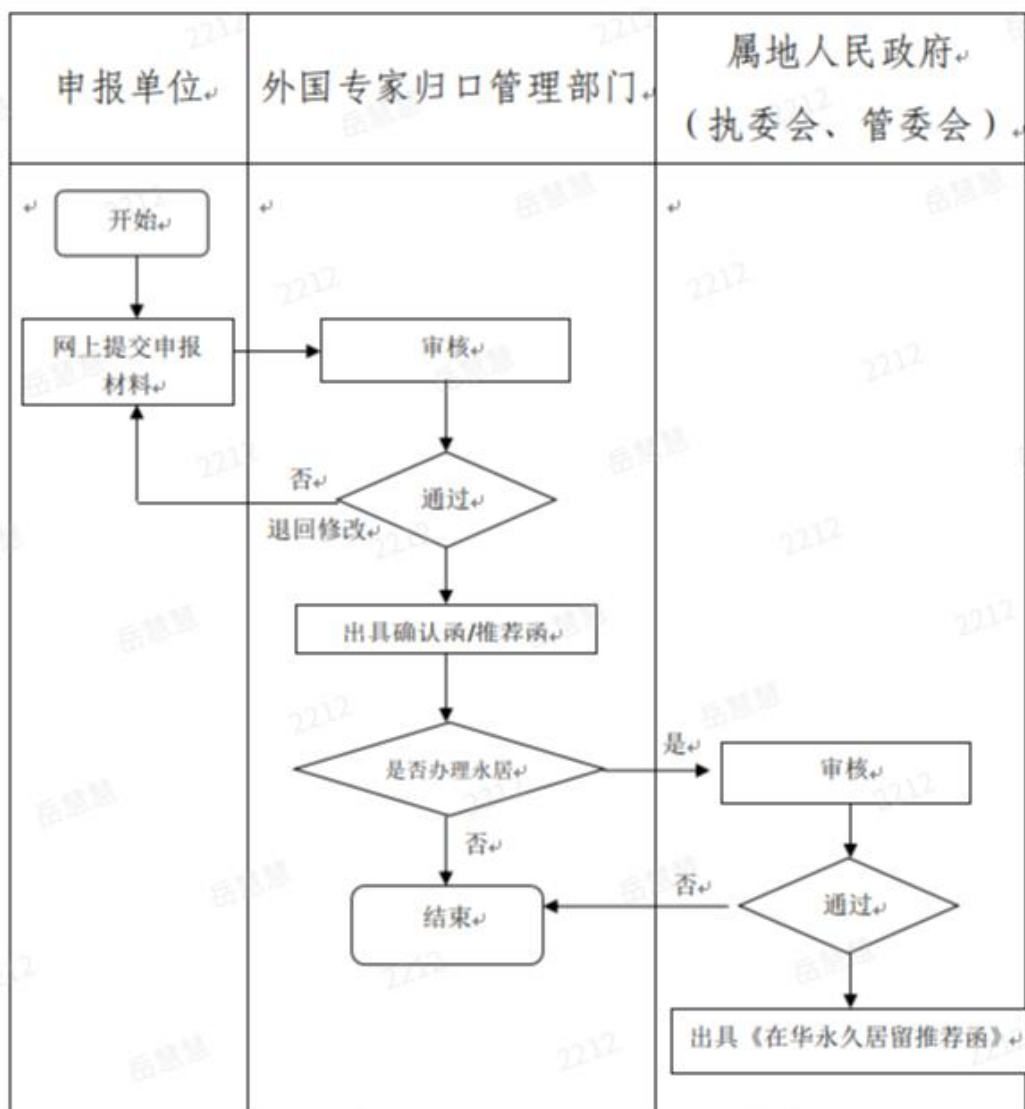 申报单位
外国专家归口管理部门
属地人民政府
（执委会、管委会）
开始
网上提交申报
材料
审核
否
通过
退回修改
出具确认函/推荐函
是否办理永居
是
审核
否
结束
否
通过
出具《在华永久居留推荐函》
岳慧慧
2212